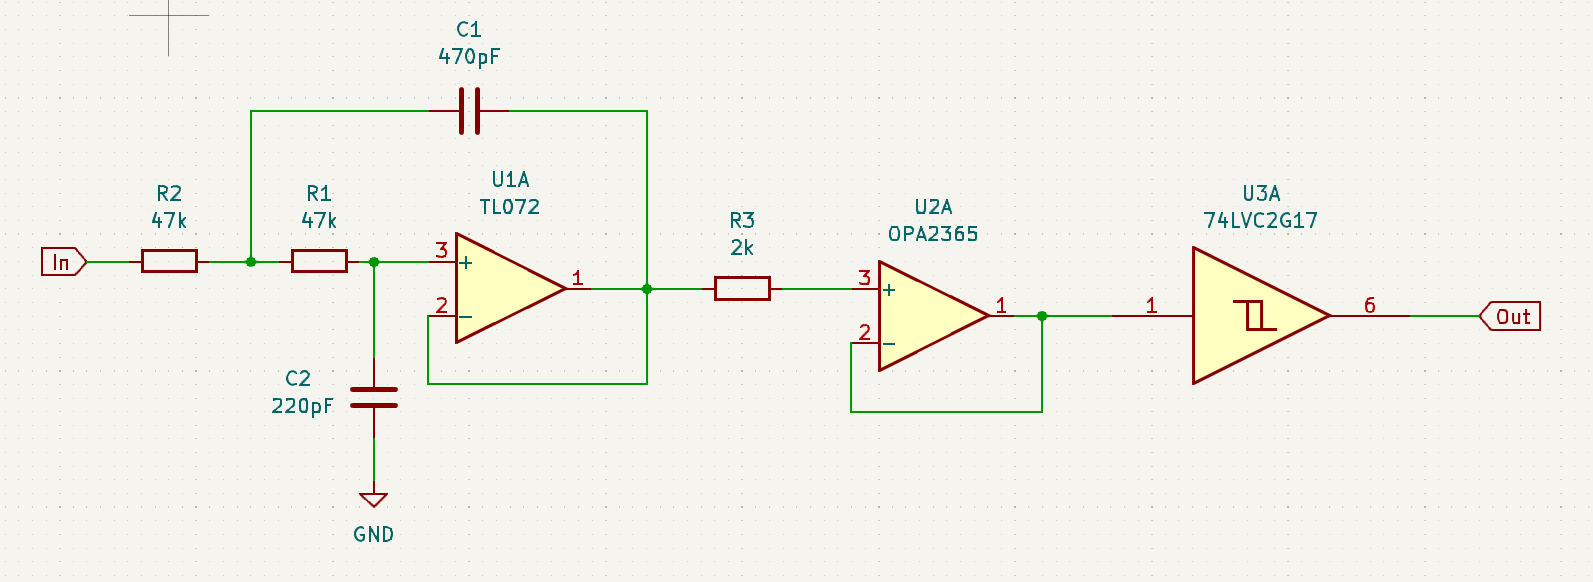 C1
470pF
U1A
TL072
R2
47k
R1
47k
R3
2k
U2A
OPA2365
U3A
74LVC2G17
In
3
+
2
−
1
3
+
2
−
1
1
6
Out
C2
220pF
GND